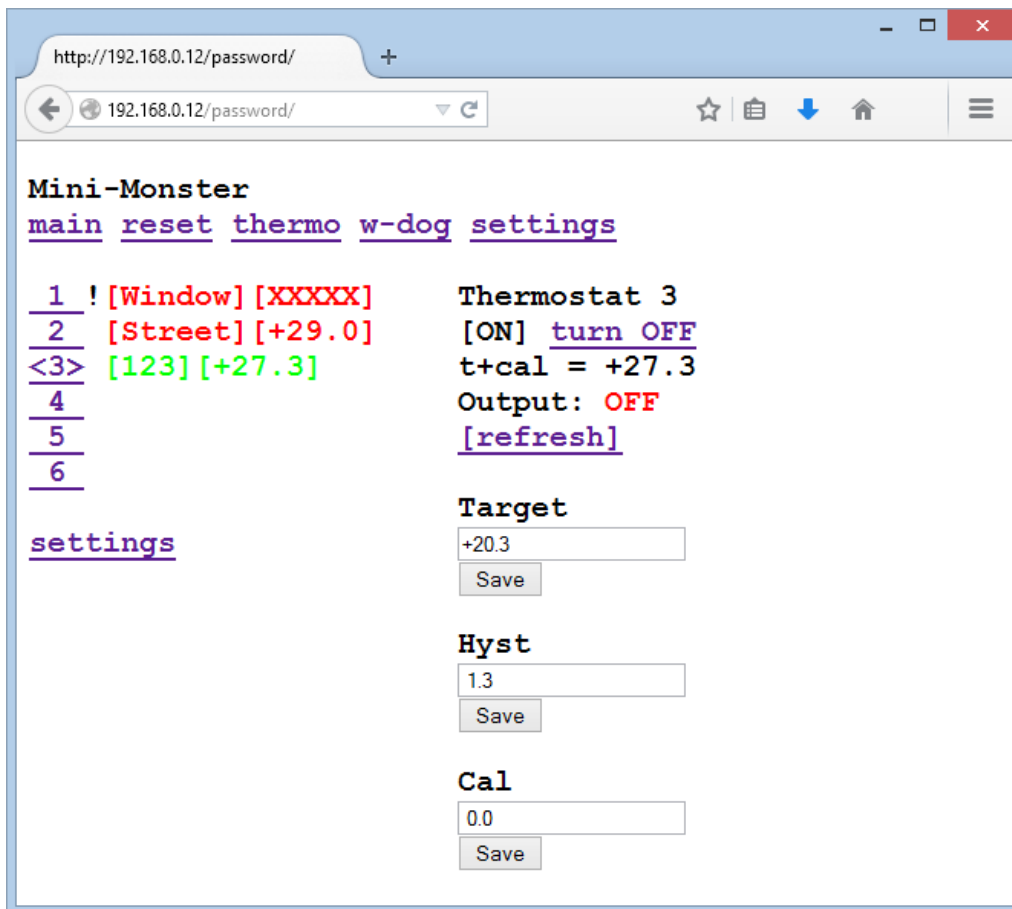 http://192.168.0.12/password/
192.168.0.12/password/
Mini-Monster
main reset thermo w-dog settings
1 ![Window][XXXXX]
2 [Street][+29.0]
<3> [123][+27.3]
4
5
6
settings
Thermostat 3
[ON] turn OFF
t+cal = +27.3
Output: OFF
[refresh]
Target
+20.3
Save
Hyst
1.3
Save
Cal
0.0
Save